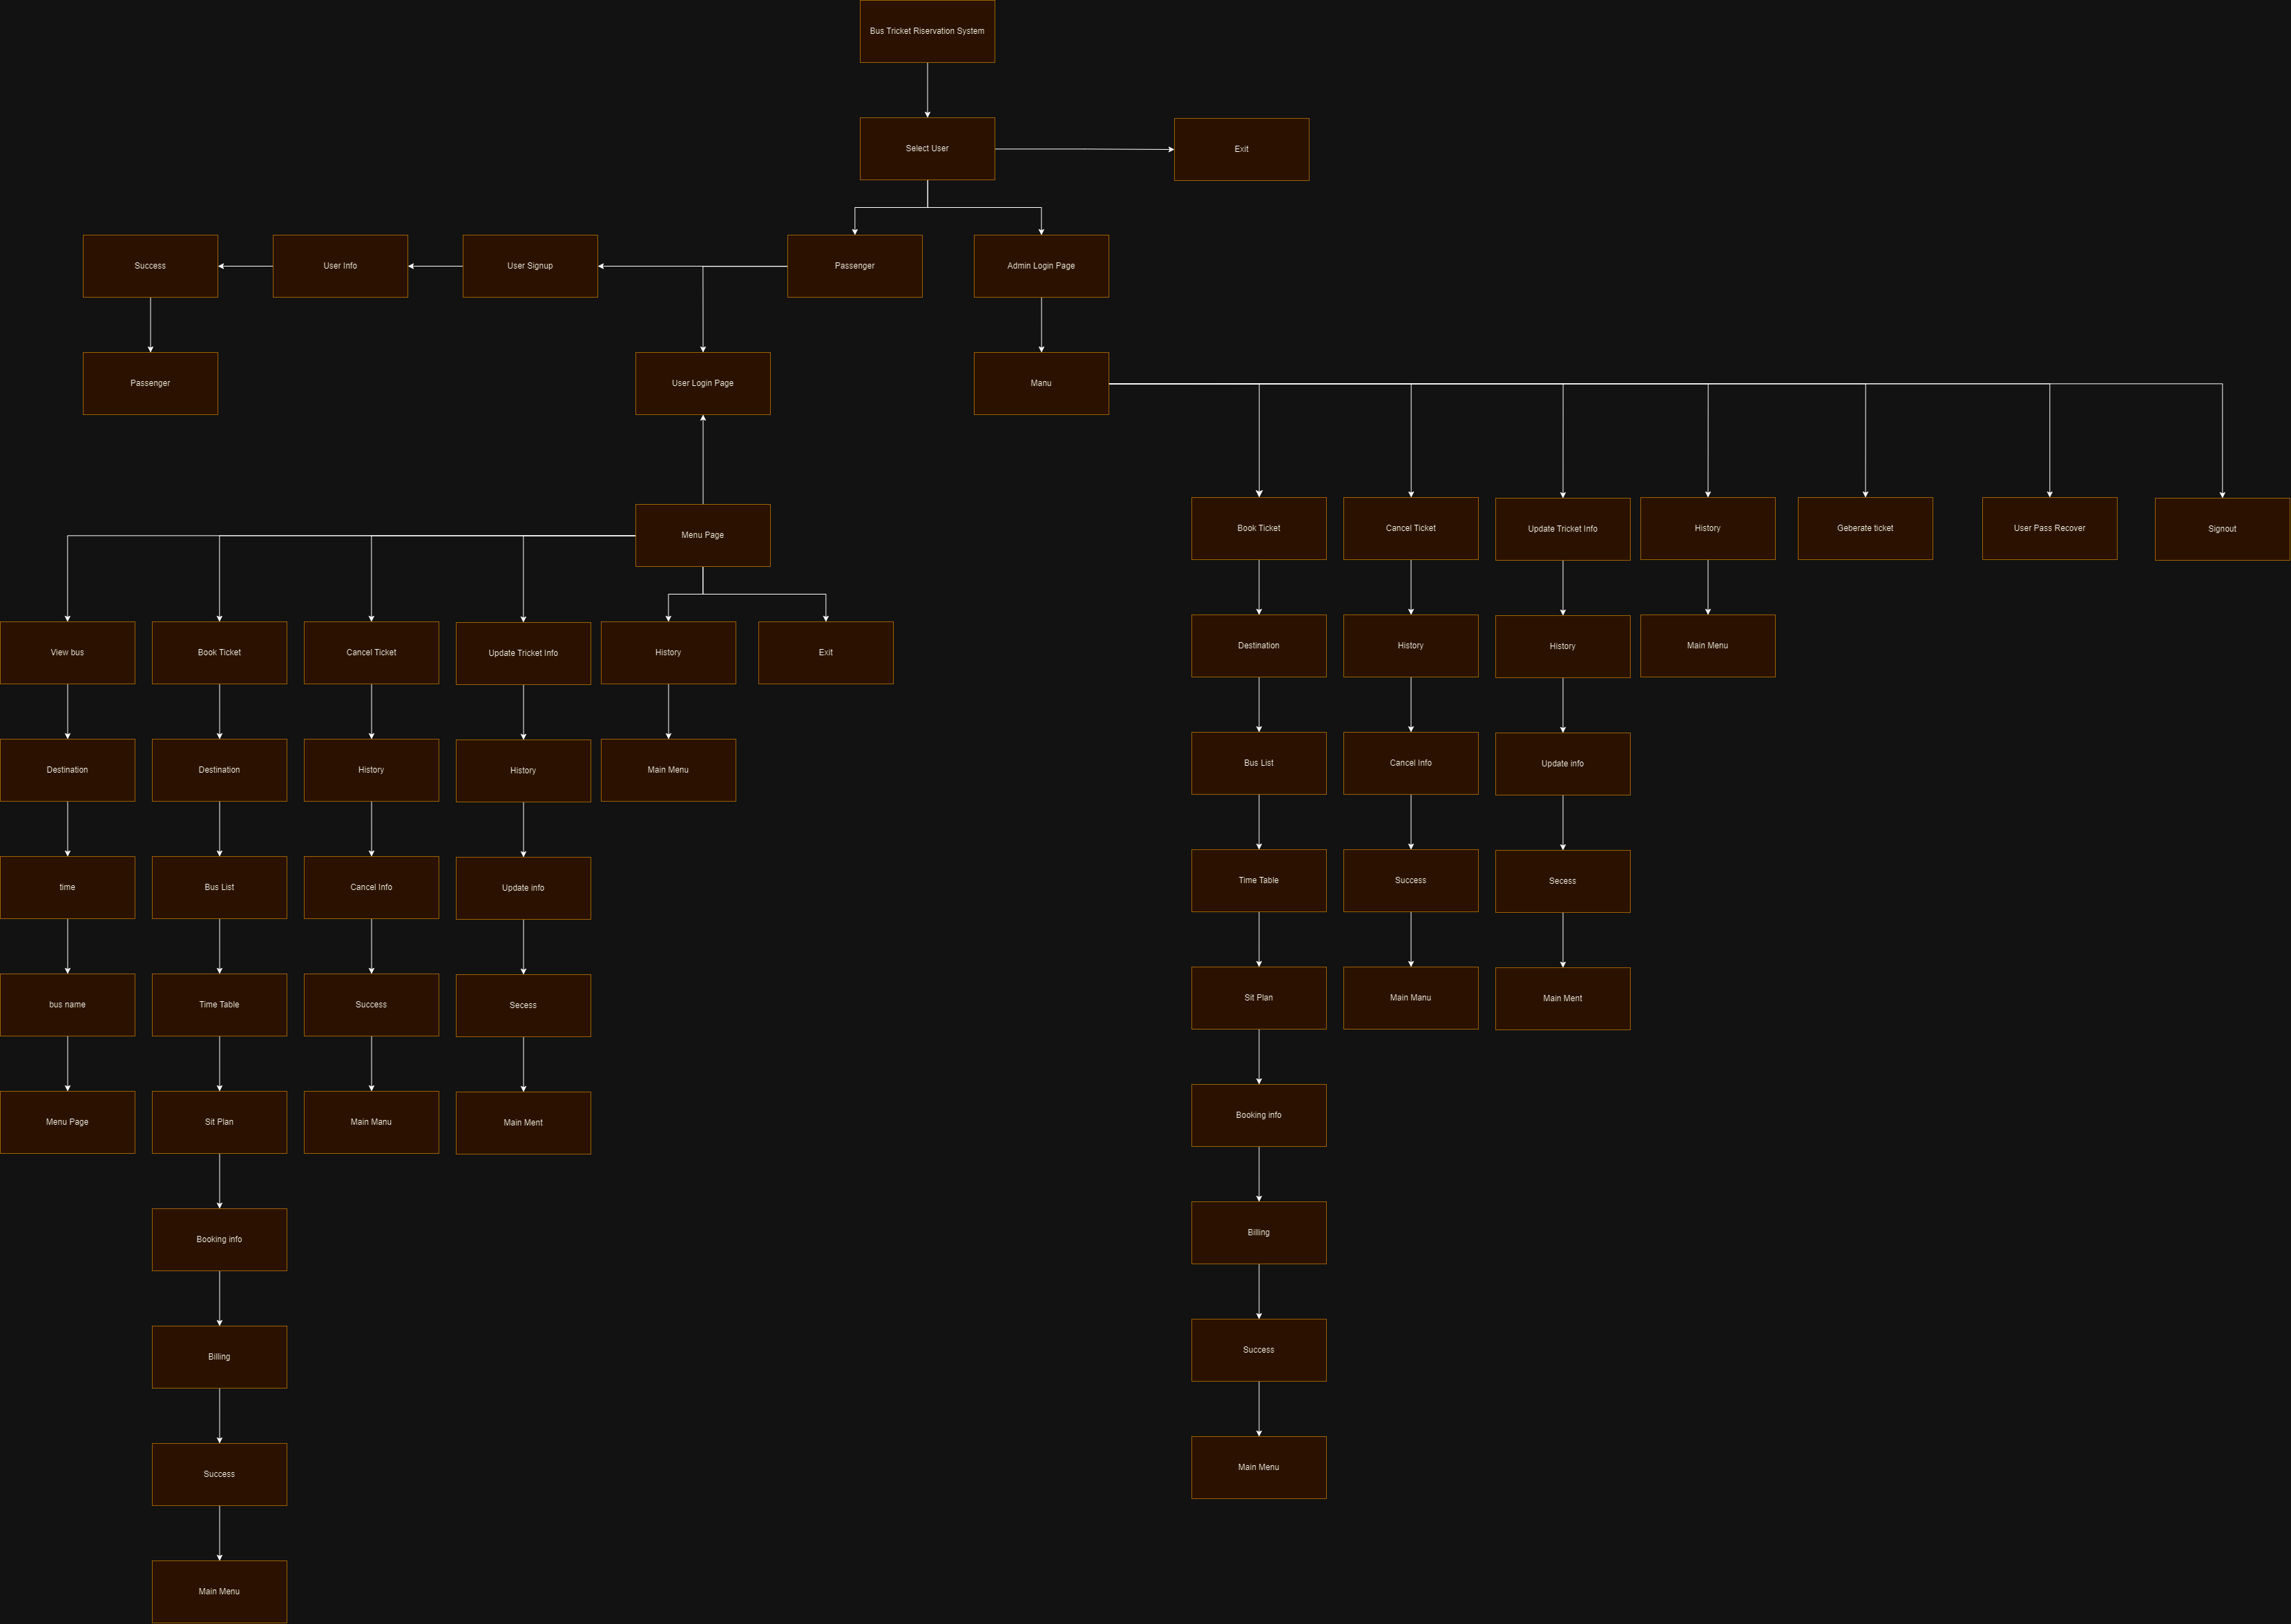 Bus Tricket Riservation System
Select User
Exit
Success
User Info
User Signup
Passenger
Admin Login Page
Passenger
User Login Page
Manu
Menu Page
Book Ticket
Cancel Ticket
Update Tricket Info
History
Geberate ticket
User Pass Recover
Signout
View bus
Book Ticket
Cancel Ticket
Update Tricket Info
History
Exit
Destination
History
History
Main Menu
Destination
Destination
History
History
Main Menu
Bus List
Cancel Info
Update info
time
Bus List
Cancel Info
Update info
Time Table
Success
Secess
bus name
Time Table
Success
Secess
Sit Plan
Main Manu
Main Ment
Menu Page
Sit Plan
Main Manu
Main Ment
Booking info
Booking info
Billing
Billing
Success
Success
Main Menu
Main Menu